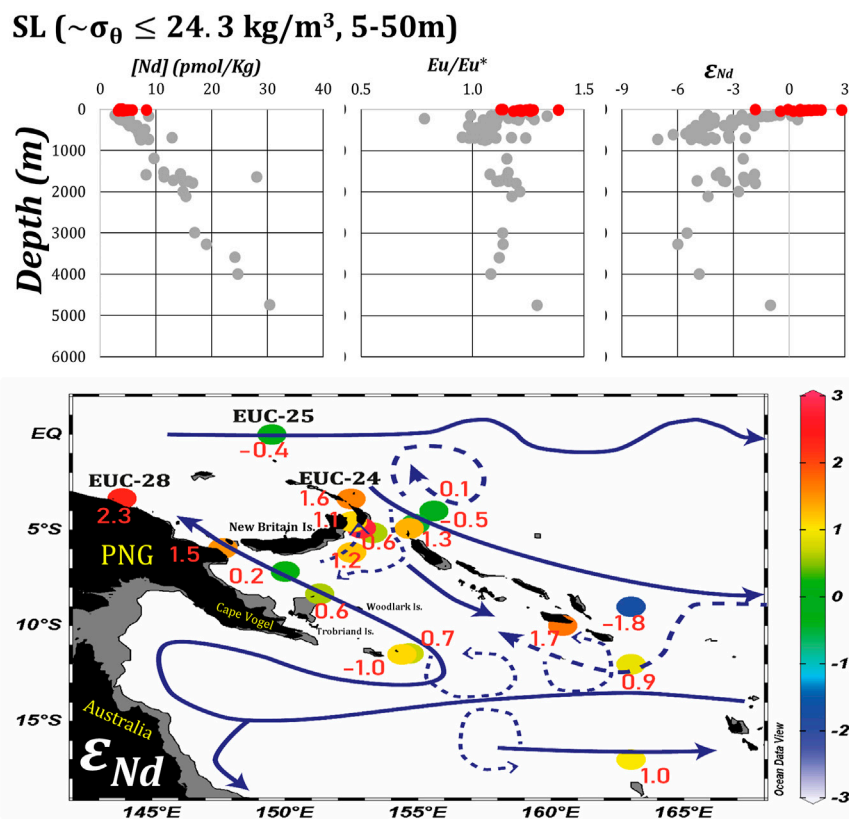 SL (~σθ ≤ 24. 3 kg/m³, 5-50m)
[Nd] (pmol/Kg)
Eu/Eu*
εNd
0 10 20 30 40
0.5 1.0 1.5
-9 -6 -3 0 3
Depth (m)
0
1000
2000
3000
4000
5000
6000
EUC-25
EQ
−0.4
EUC-28
EUC-24
2.3
1.6
0.1
1.1
−0.5
New Britain Is.
5°S
0.6
1.3
PNG
1.5
1.2
0.2
0.6
Woodlark Is.
Cape Vogel
−1.8
10°S
Trobriand Is.
0.7
1.7
−1.0
0.9
Australia
15°S
εNd
1.0
145°E 150°E 155°E 160°E 165°E
3
2
1
0
-1
-2
-3
Ocean Data View